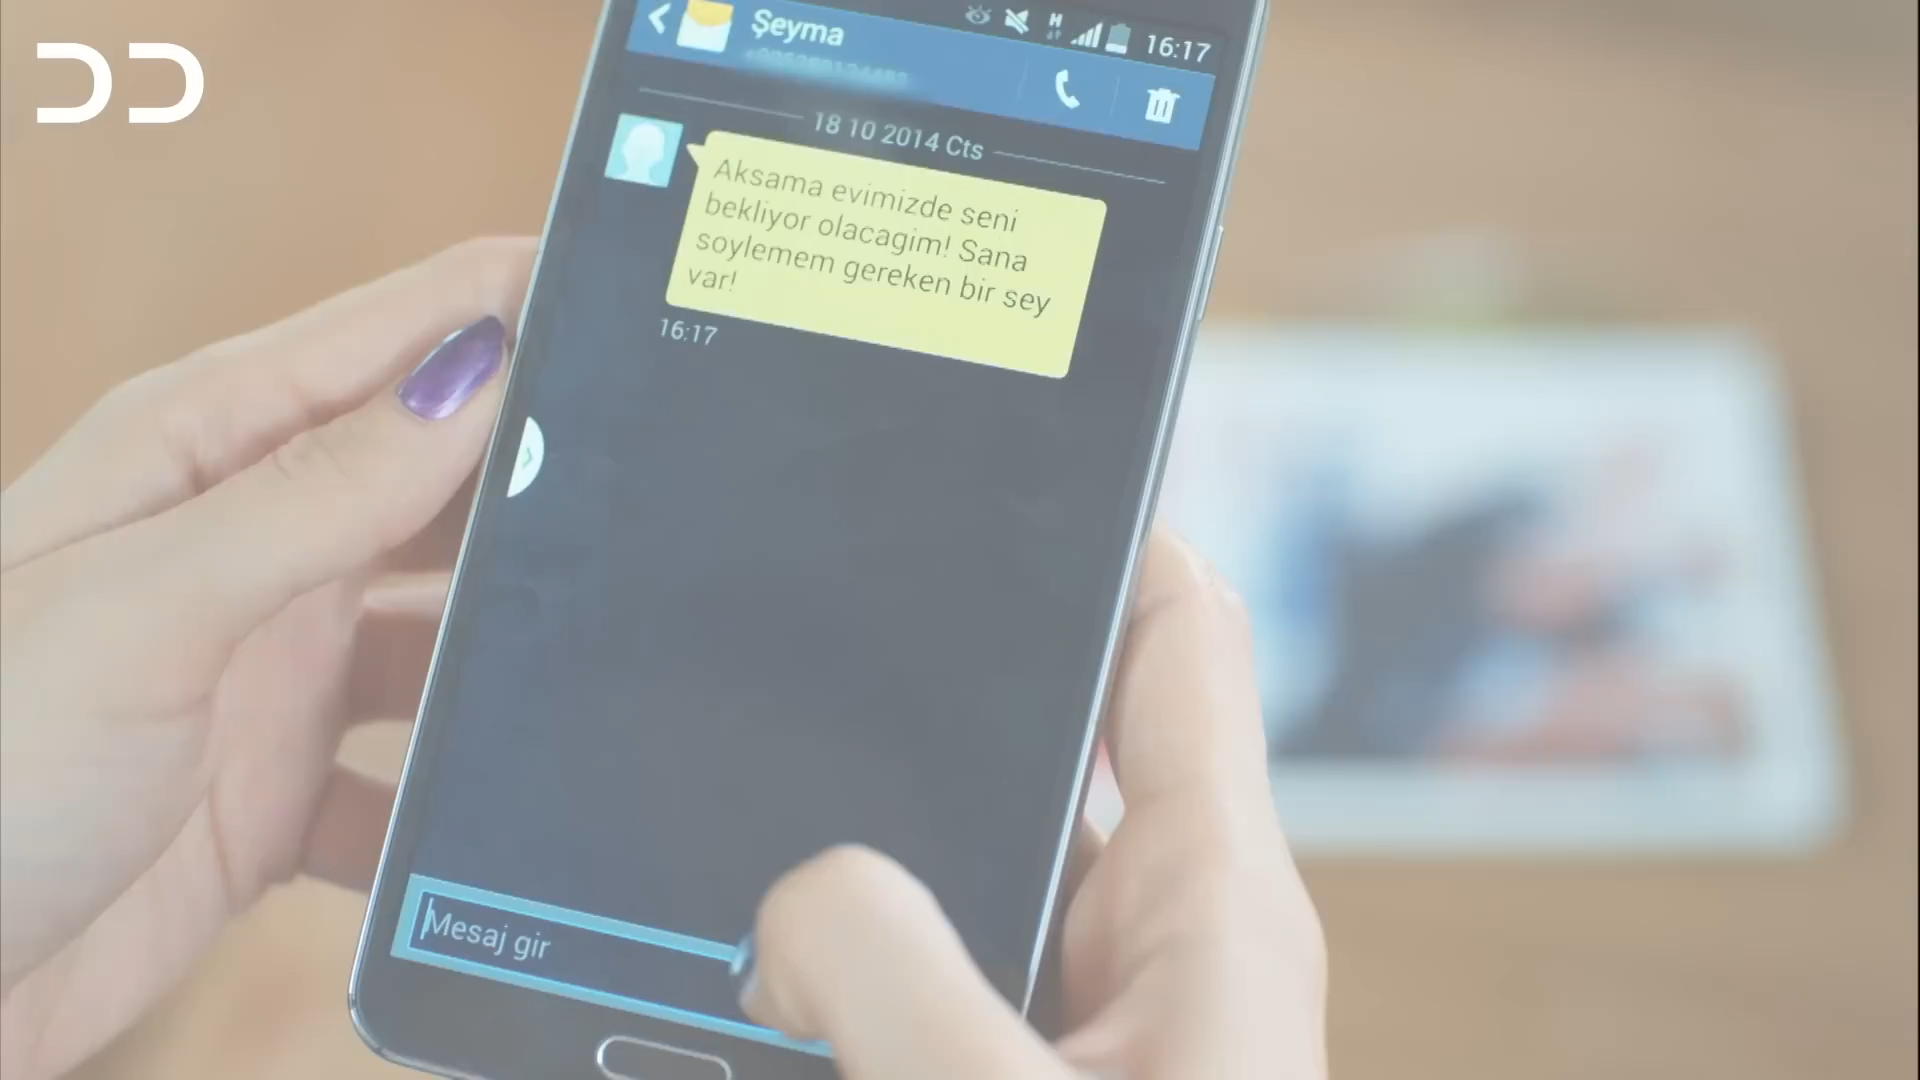 Şeyma
16:17
18 10 2014 Cts
Aksama evimizde seni
bekliyor olacagim! Sana
soylemem gereken bir sey
var!
16:17
Mesaj gir